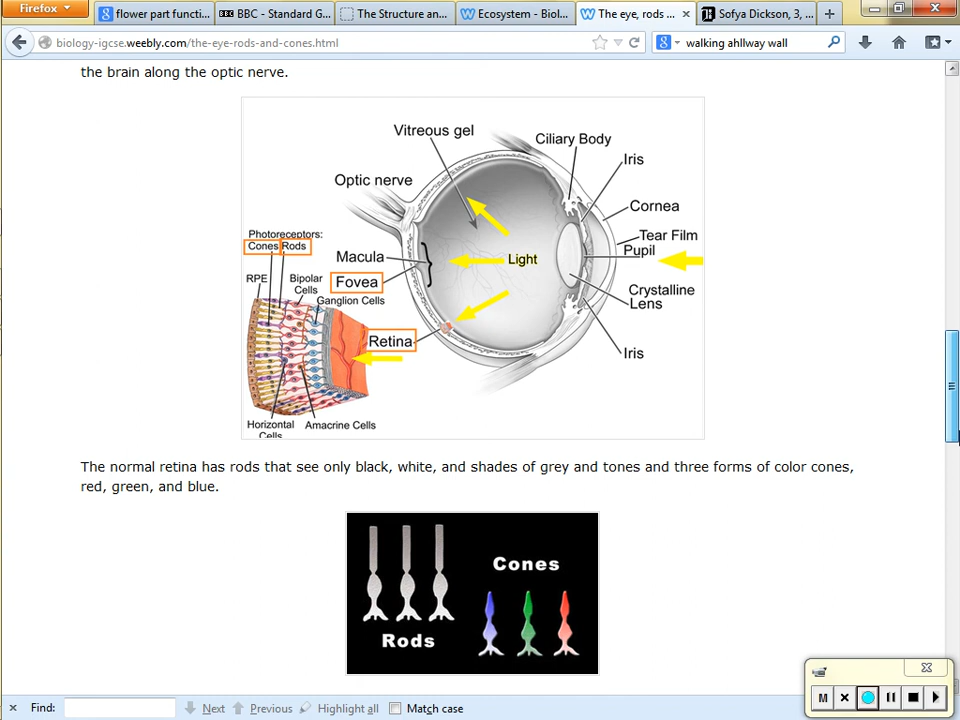 Firefox
flower part functi...
BBC - Standard G...
The Structure an...
Ecosystem - Biol...
The eye, rods ...
Sofya Dickson, 3, ...
biology-igcse.weebly.com/the-eye-rods-and-cones.html
walking ahllway wall
the brain along the optic nerve.
Vitreous gel
Ciliary Body
Iris
Optic nerve
Cornea
Photoreceptors:
Cones Rods
Tear Film
Pupil
Macula
Light
RPE
Bipolar
Cells
Fovea
Ganglion Cells
Crystalline
Lens
Retina
Iris
Horizontal
Cells
Amacrine Cells
The normal retina has rods that see only black, white, and shades of grey and tones and three forms of color cones,
red, green, and blue.
Cones
Rods
M
Find:
Next
Previous
Highlight all
Match case